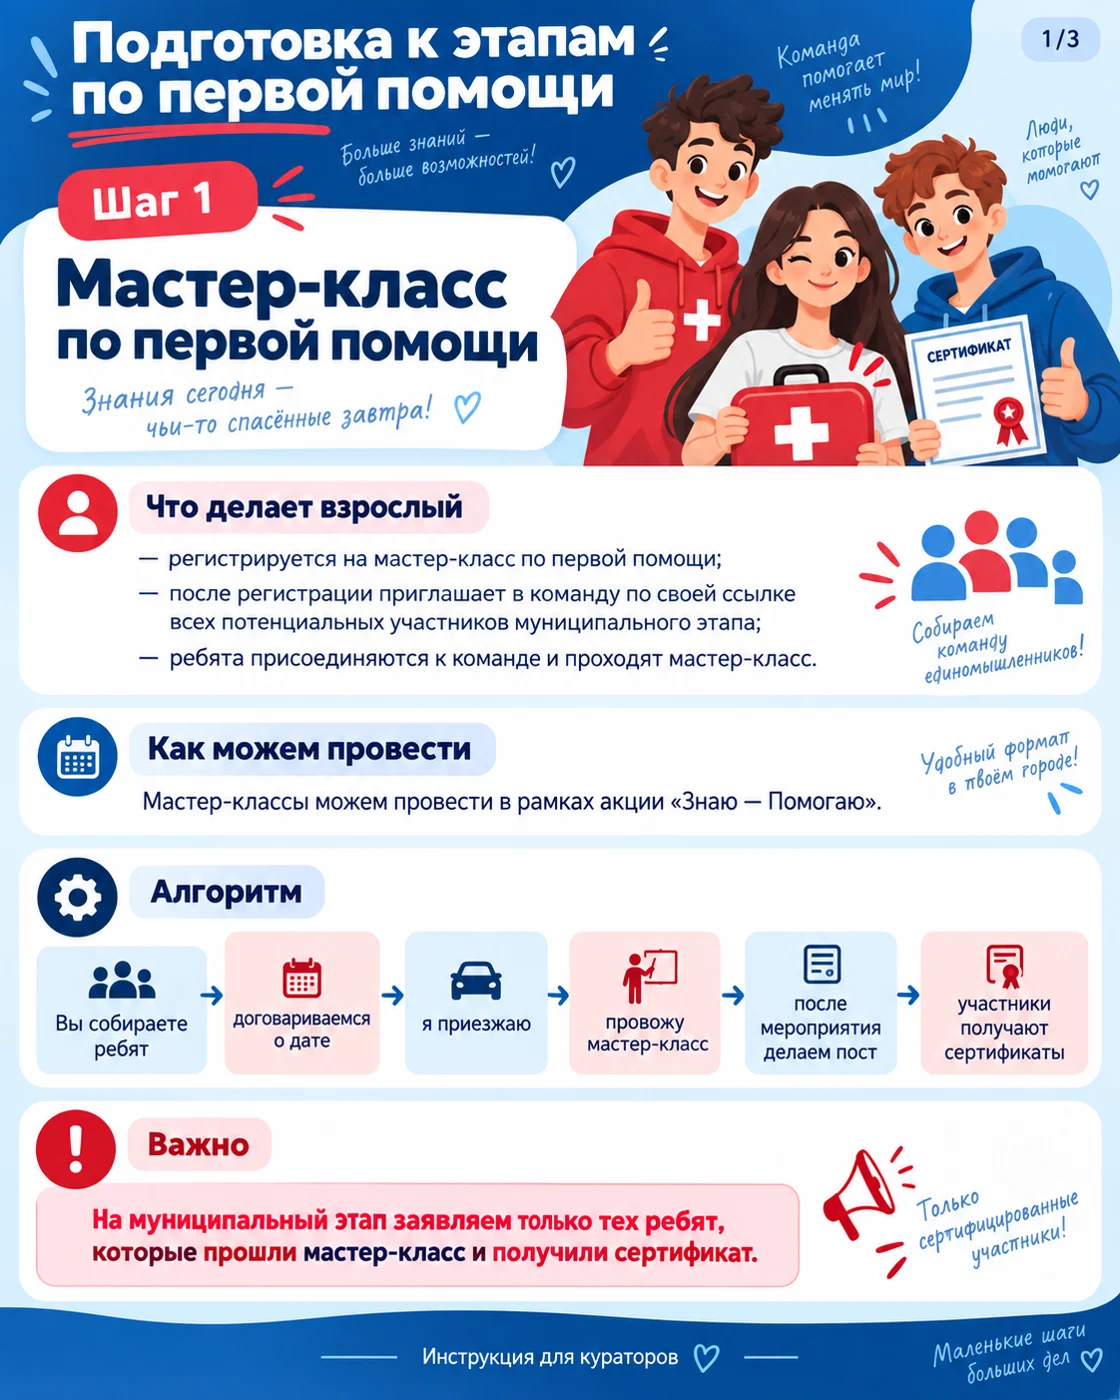 Подготовка к этапам
по первой помощи
1/3
Команда
помогает
менять мир!
Больше знаний —
больше возможностей!
Люди,
которые
момогают
Шаг 1
Мастер-класс
по первой помощи
Знания сегодня —
чьи-то спасённые завтра!
СЕРТИФИКАТ
Что делает взрослый
— регистрируется на мастер-класс по первой помощи;
— после регистрации приглашает в команду по своей ссылке
всех потенциальных участников муниципального этапа;
— ребята присоединяются к команде и проходят мастер-класс.
Собираем
команду
единомышленников!
Как можем провести
Мастер-классы можем провести в рамках акции «Знаю — Помогаю».
Удобный формат
в твоём городе!
Алгоритм
Вы собираете
ребят
договариваемся
о дате
я приезжаю
провожу
мастер-класс
после
мероприятия
делаем пост
участники
получают
сертификаты
Важно
На муниципальный этап заявляем только тех ребят,
которые прошли мастер-класс и получили сертификат.
Только
сертифицированные
участники!
Инструкция для кураторов
Маленькие шаги
больших дел